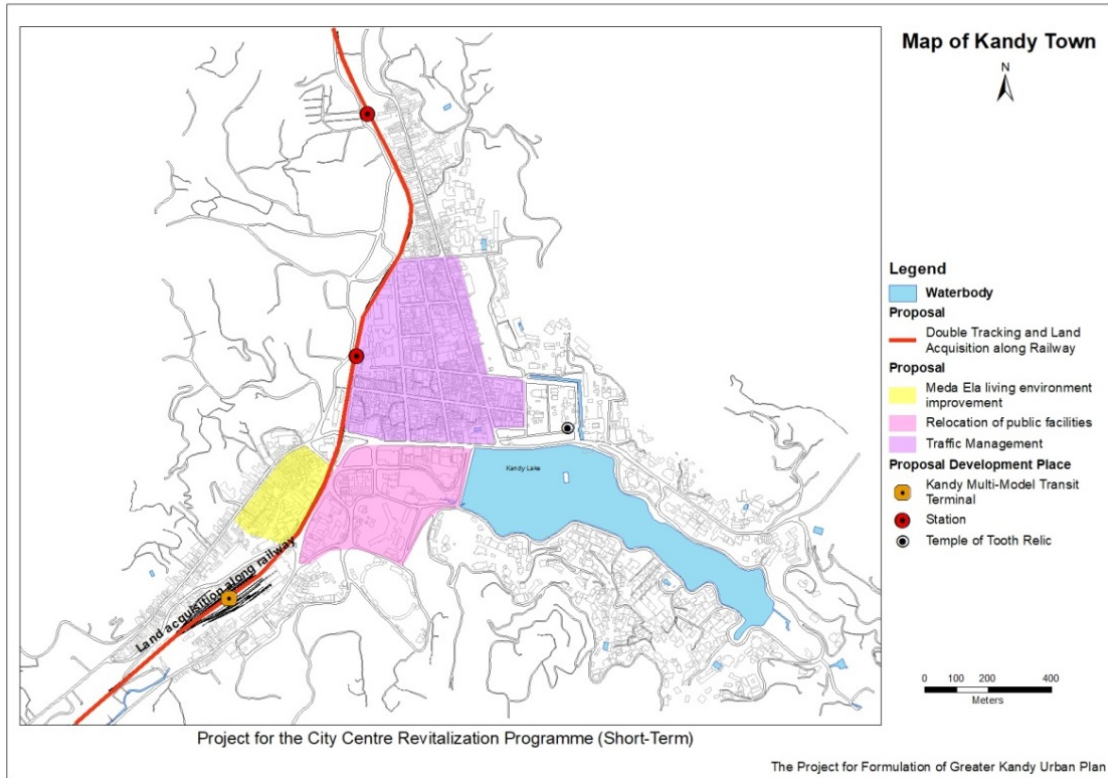 Map of Kandy Town
N
Kandy Lake
Land acquisition along railway
Legend
Waterbody
Proposal
Double Tracking and Land
Acquisition along Railway
Proposal
Meda Ela living environment
improvement
Relocation of public facilities
Traffic Management
Proposal Development Place
Kandy Multi-Model Transit
Terminal
Station
Temple of Tooth Relic
0 100 200 400
Meters
Project for the City Centre Revitalization Programme (Short-Term)
The Project for Formulation of Greater Kandy Urban Plan